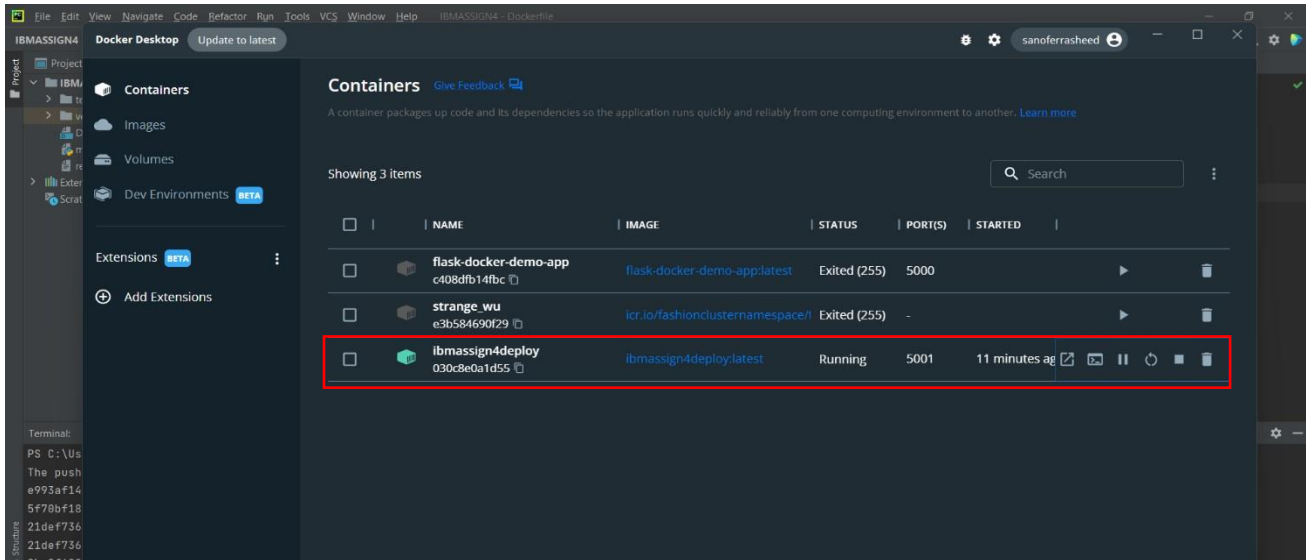 File Edit View Navigate Code Refactor Run Tools VCS Window Help IBMASSIGN4 - Dockerfile
IBMASSIGN4 Docker Desktop Update to latest sanoferrasheed
Project
Project
Containers
Images
Volumes
Dev Environments BETA
Extensions BETA
Add Extensions
Containers Give Feedback
A container packages up code and its dependencies so the application runs quickly and reliably from one computing environment to another. Learn more
Showing 3 items
Search
NAME IMAGE STATUS PORT(S) STARTED
flask-docker-demo-app flask-docker-demo-app:latest Exited (255) 5000
c408dfb14fbc
strange_wu icr.io/fashionclusternamespace/ Exited (255) -
e3b584690f29
ibmassign4deploy ibmassign4deploy:latest Running 5001 11 minutes ag
030c8e0a1d55
Terminal:
PS C:\Us
The push
e993af14
5f70bf18
21def736
21def736
Structure